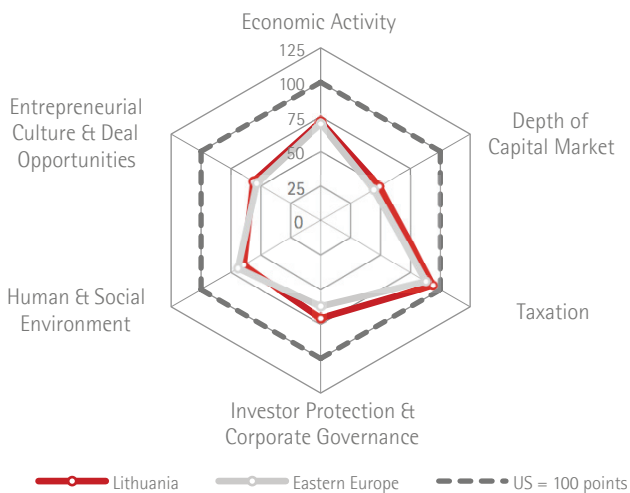 Economic Activity
125
100
75
50
25
0
Depth of
Capital Market
Taxation
Investor Protection &
Corporate Governance
Human & Social
Environment
Entrepreneurial
Culture & Deal
Opportunities
Lithuania
Eastern Europe
US = 100 points